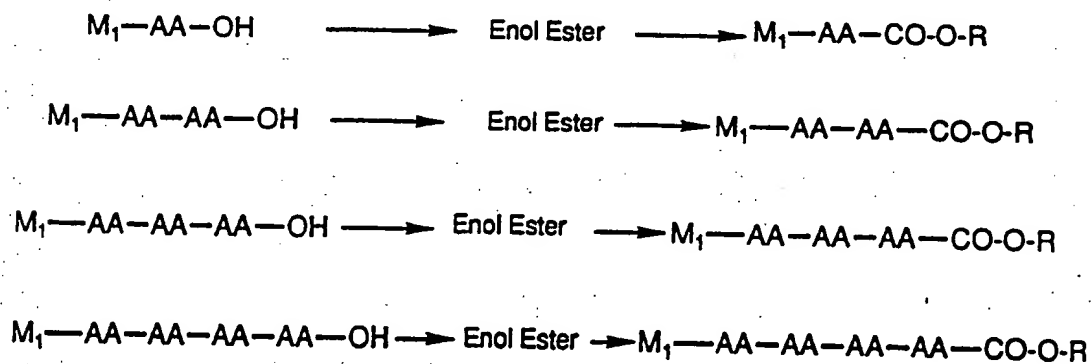 M₁—AA—OH → Enol Ester → M₁—AA—CO-O-R
M₁—AA—AA—OH → Enol Ester → M₁—AA—AA—CO-O-R
M₁—AA—AA—AA—OH → Enol Ester → M₁—AA—AA—AA—CO-O-R
M₁—AA—AA—AA—AA—OH → Enol Ester → M₁—AA—AA—AA—AA—CO-O-R